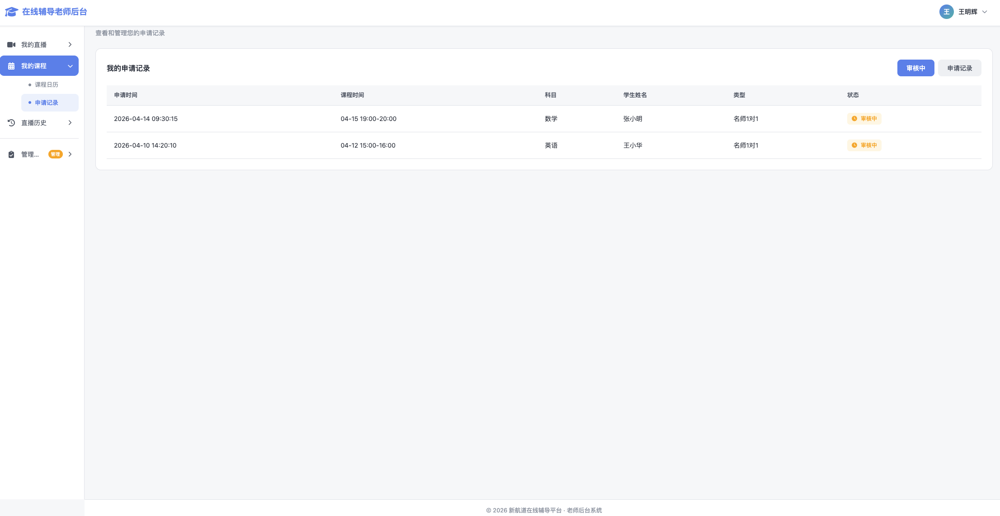 在线辅导老师后台
王 王明辉
查看和管理您的申请记录
我的直播
我的课程
课程日历
申请记录
直播历史
管理... 管理
我的申请记录 审核中 申请记录
申请时间 课程时间 科目 学生姓名 类型 状态
2026-04-14 09:30:15 04-15 19:00-20:00 数学 张小明 名师1对1 审核中
2026-04-10 14:20:10 04-12 15:00-16:00 英语 王小华 名师1对1 审核中
© 2026 新航道在线辅导平台 · 老师后台系统